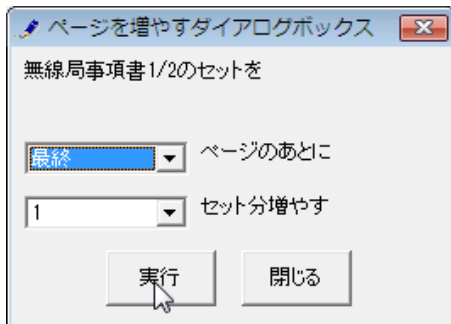 ページを増やすダイアログボックス
無線局事項書1/2のセットを
最終 ページのあとに
1 セット分増やす
実行 閉じる